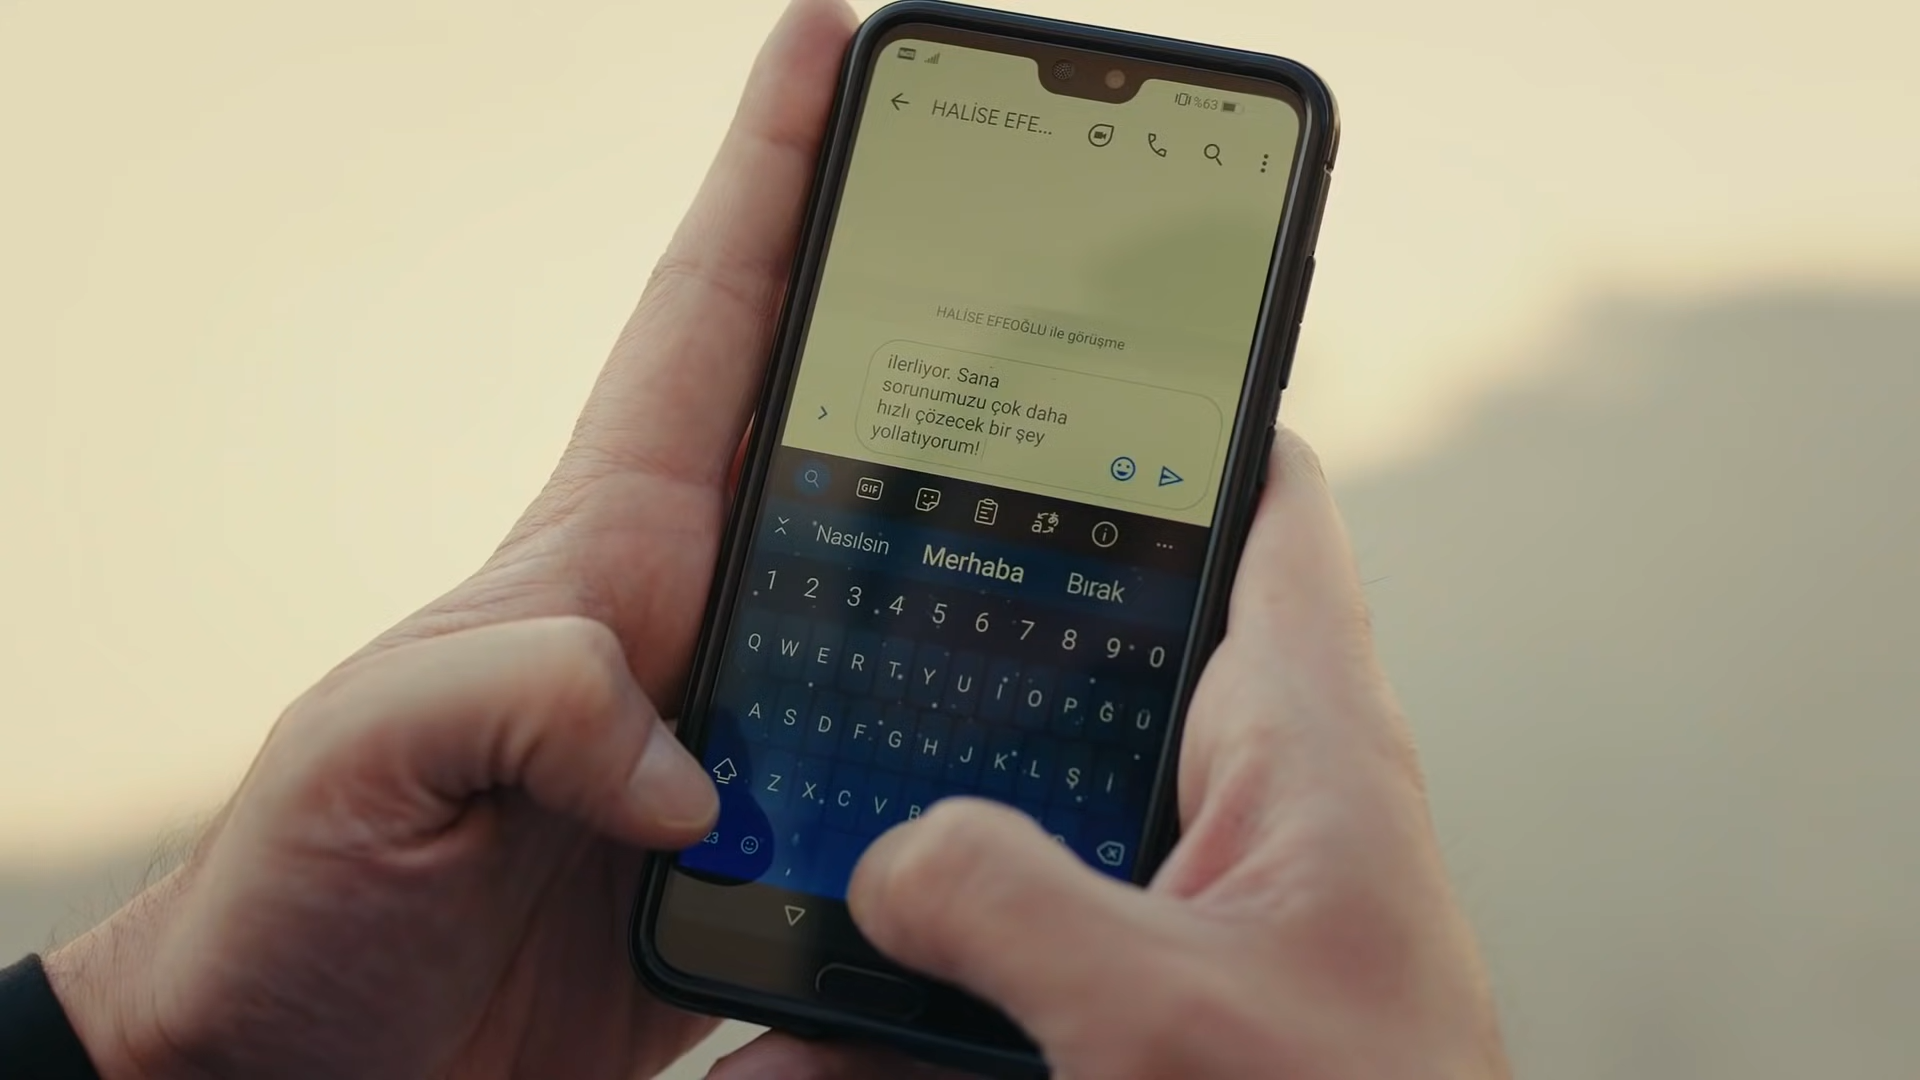 %63
HALİSE EFE...
HALİSE EFEOĞLU ile görüşme
ilerliyor. Sana
sorunumuzu çok daha
hızlı çözecek bir şey
yollatıyorum!
GIF
Nasılsın Merhaba Bırak
1 2 3 4 5 6 7 8 9 0
Q W E R T Y U I O P Ğ Ü
A S D F G H J K L Ş İ
Z X C V B
23